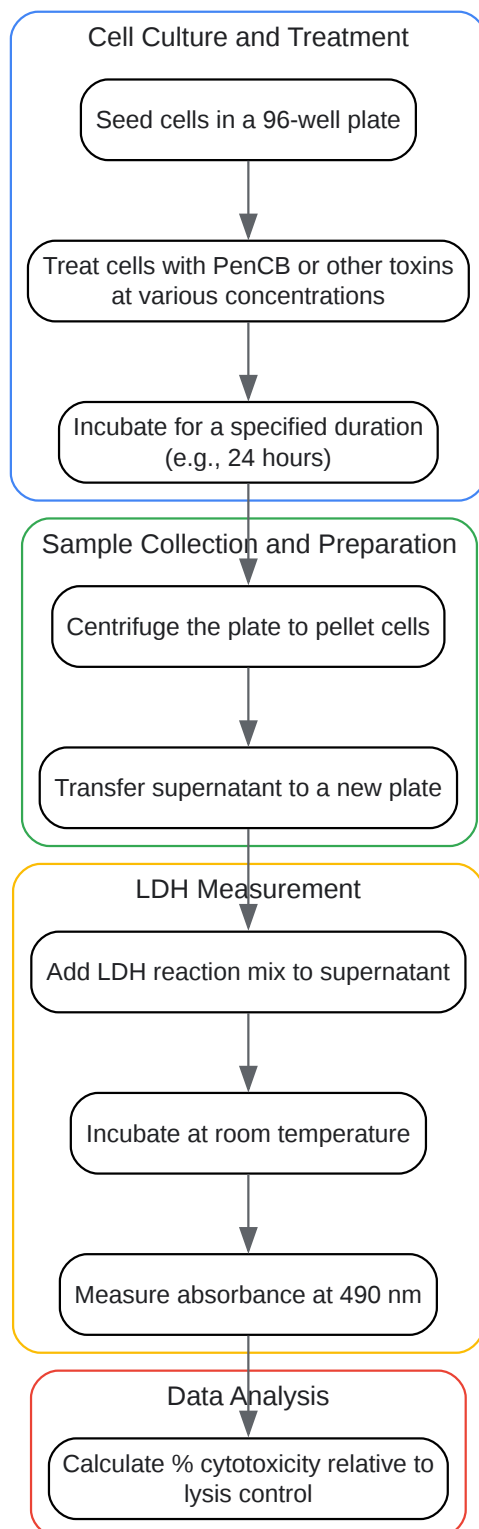 Cell Culture and Treatment
Seed cells in a 96-well plate
Treat cells with PenCB or other toxins
at various concentrations
Incubate for a specified duration
(e.g., 24 hours)
Sample Collection and Preparation
Centrifuge the plate to pellet cells
Transfer supernatant to a new plate
LDH Measurement
Add LDH reaction mix to supernatant
Incubate at room temperature
Measure absorbance at 490 nm
Data Analysis
Calculate % cytotoxicity relative to
lysis control